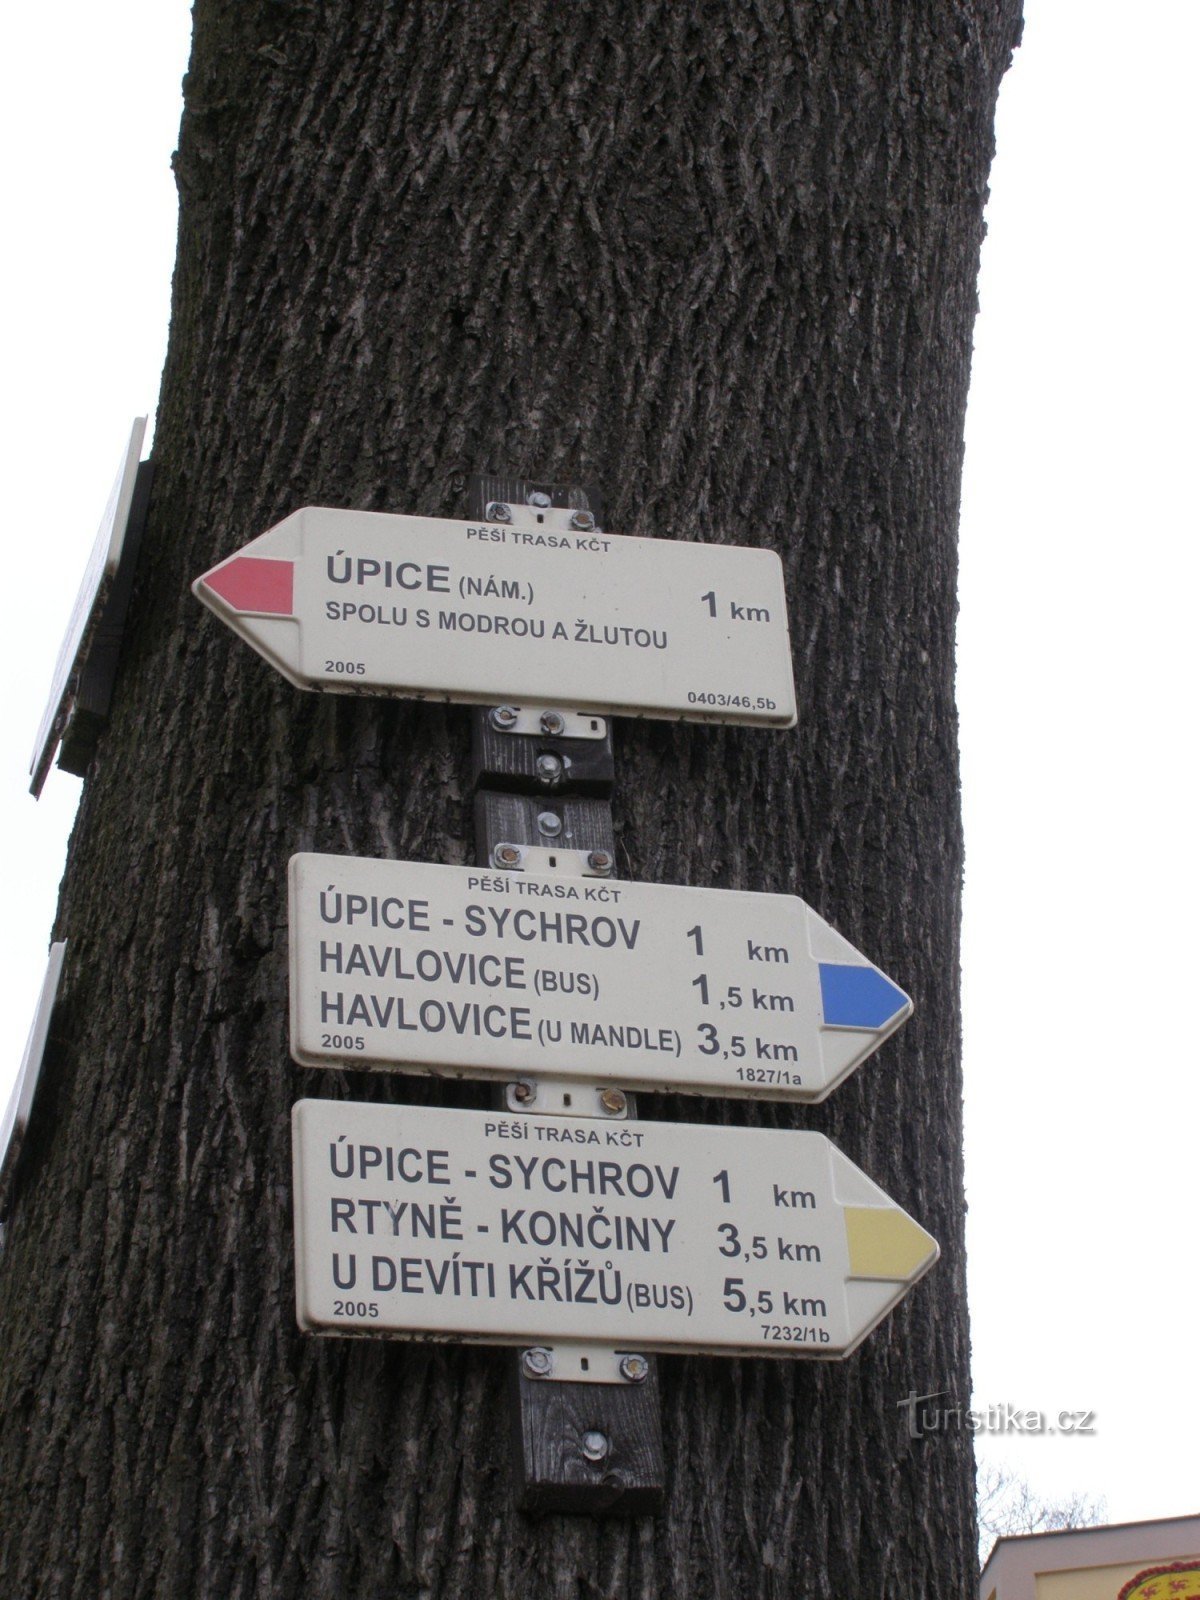 PĚŠÍ TRASA KČT
ÚPICE (NÁM.) 1 km
SPOLU S MODROU A ŽLUTOU
2005 0403/46,5b
PĚŠÍ TRASA KČT
ÚPICE - SYCHROV 1 km
HAVLOVICE (BUS) 1,5 km
HAVLOVICE (U MANDLE) 3,5 km
2005 1827/1a
PĚŠÍ TRASA KČT
ÚPICE - SYCHROV 1 km
RTYNĚ - KONČINY 3,5 km
U DEVÍTI KŘÍŽŮ (BUS) 5,5 km
2005 7232/1b
Turistika.cz